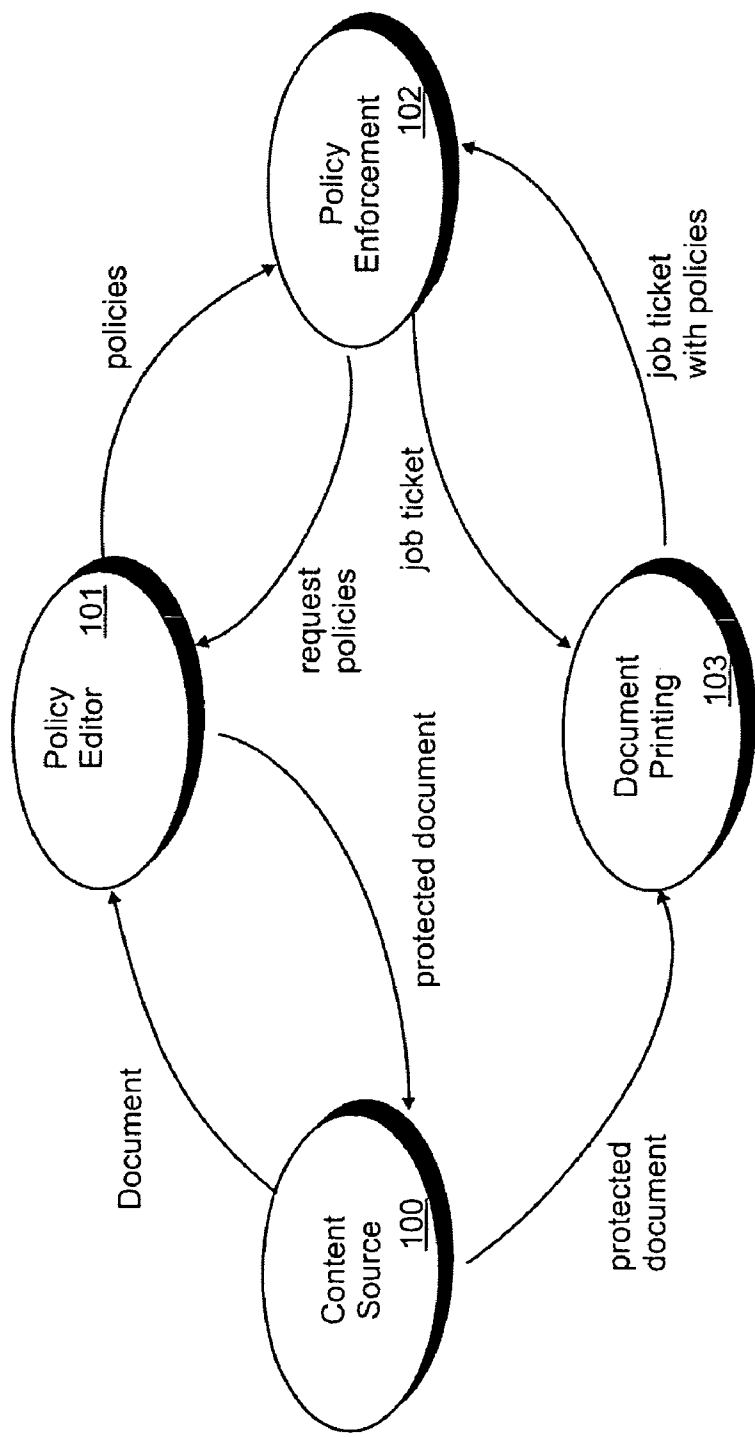 Policy
Editor
101
Document
policies
Content
Source
100
protected document
request
policies
Policy
Enforcement
102
job ticket
protected
document
Document
Printing
103
job ticket
with policies